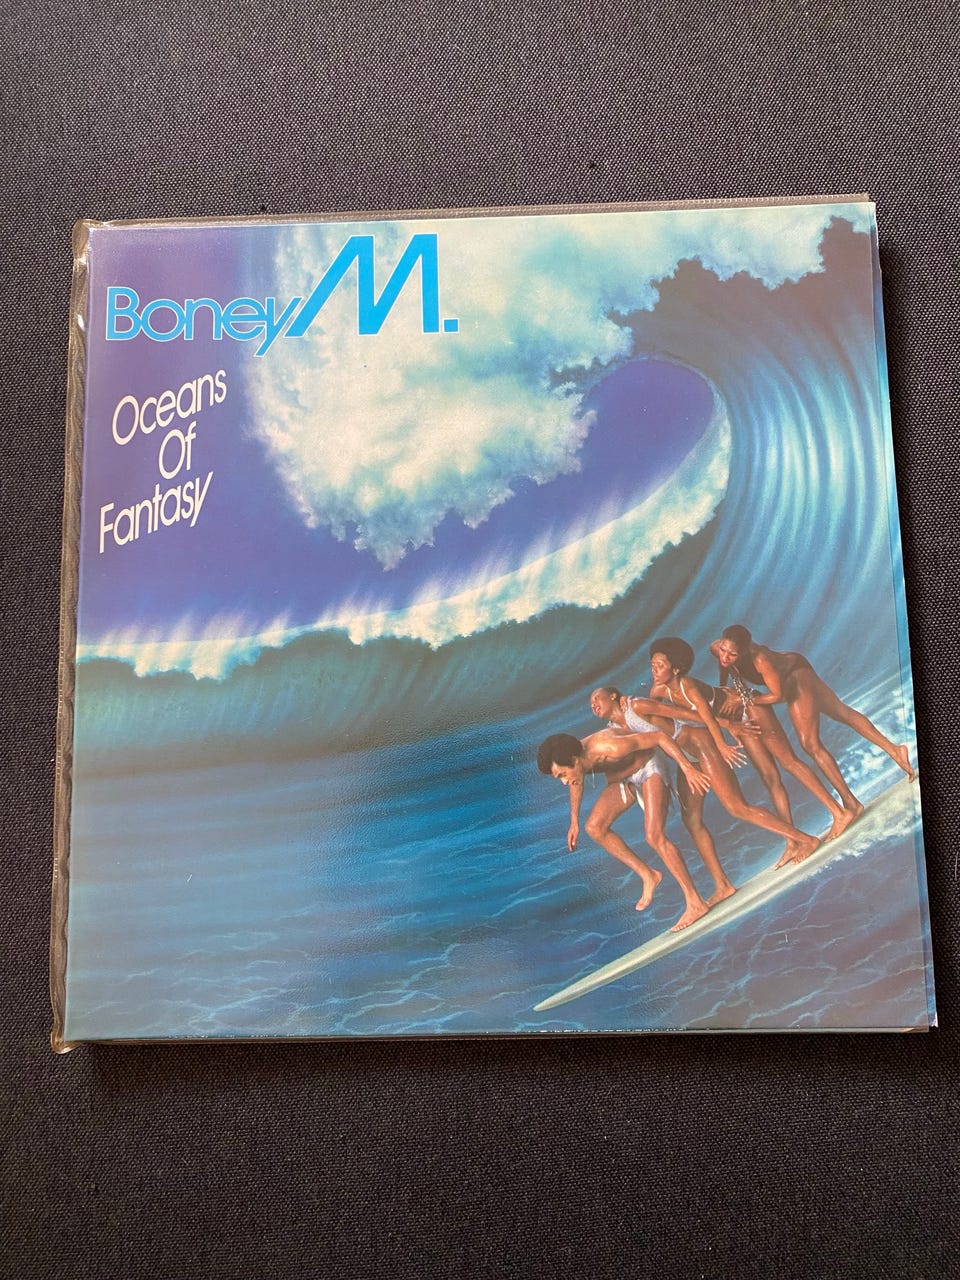 Boney M.
Oceans
Of
Fantasy